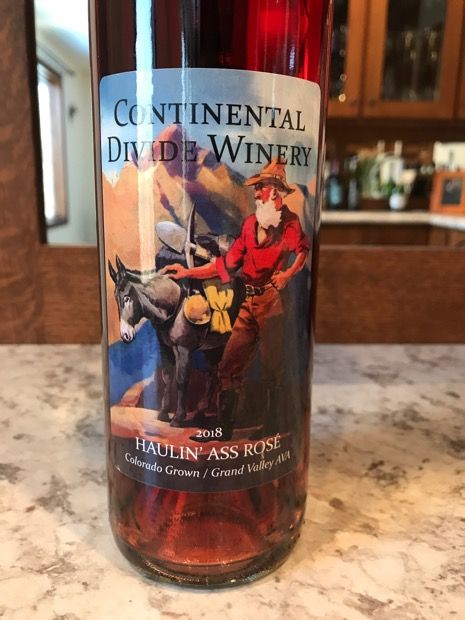 CONTINENTAL
DIVIDE WINERY
2018
HAULIN' ASS ROSÉ
Colorado Grown / Grand Valley AVA